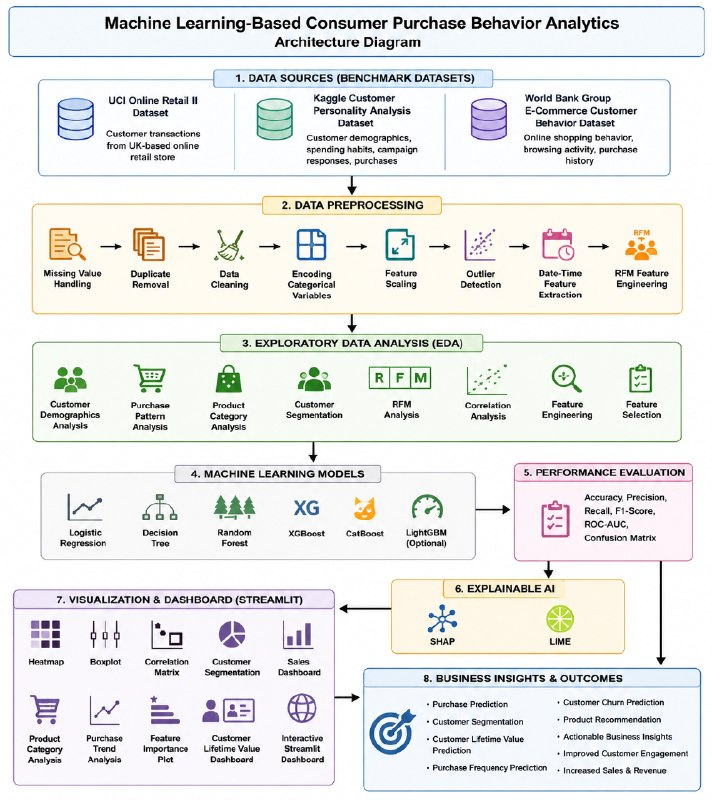 Machine Learning-Based Consumer Purchase Behavior Analytics
Architecture Diagram
1. DATA SOURCES (BENCHMARK DATASETS)
UCI Online Retail II
Dataset
Customer transactions
from UK-based online
retail store
Kaggle Customer
Personality Analysis
Dataset
Customer demographics,
spending habits, campaign
responses, purchases
World Bank Group
E-Commerce Customer
Behavior Dataset
Online shopping behavior,
browsing activity, purchase
history
2. DATA PREPROCESSING
Missing Value
Handling
Duplicate
Removal
Data
Cleaning
Encoding
Categorical
Variables
Feature
Scaling
Outlier
Detection
Date-Time
Feature
Extraction
RFM
RFM Feature
Engineering
3. EXPLORATORY DATA ANALYSIS (EDA)
Customer
Demographics
Analysis
Purchase
Pattern
Analysis
Product
Category
Analysis
Customer
Segmentation
R F M
RFM
Analysis
Correlation
Analysis
Feature
Engineering
Feature
Selection
4. MACHINE LEARNING MODELS
Logistic
Regression
Decision
Tree
Random
Forest
XG
XGBoost
CatBoost
LightGBM
(Optional)
5. PERFORMANCE EVALUATION
Accuracy, Precision,
Recall, F1-Score,
ROC-AUC,
Confusion Matrix
6. EXPLAINABLE AI
SHAP
LIME
7. VISUALIZATION & DASHBOARD (STREAMLIT)
Heatmap
Boxplot
Correlation
Matrix
Customer
Segmentation
Sales
Dashboard
Product
Category
Analysis
Purchase
Trend
Analysis
Feature
Importance
Plot
Customer
Lifetime Value
Dashboard
Interactive
Streamlit
Dashboard
8. BUSINESS INSIGHTS & OUTCOMES
• Purchase Prediction
• Customer Segmentation
• Customer Lifetime Value
Prediction
• Purchase Frequency Prediction
• Customer Churn Prediction
• Product Recommendation
• Actionable Business Insights
• Improved Customer Engagement
• Increased Sales & Revenue